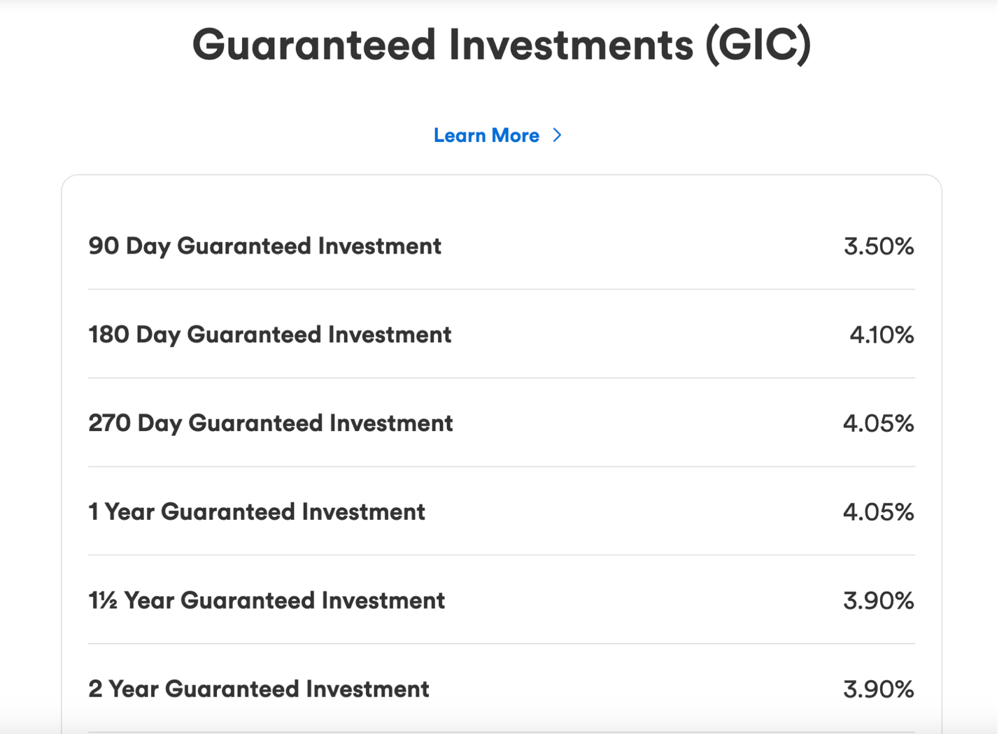 Guaranteed Investments (GIC)
Learn More
90 Day Guaranteed Investment 3.50%
180 Day Guaranteed Investment 4.10%
270 Day Guaranteed Investment 4.05%
1 Year Guaranteed Investment 4.05%
1½ Year Guaranteed Investment 3.90%
2 Year Guaranteed Investment 3.90%